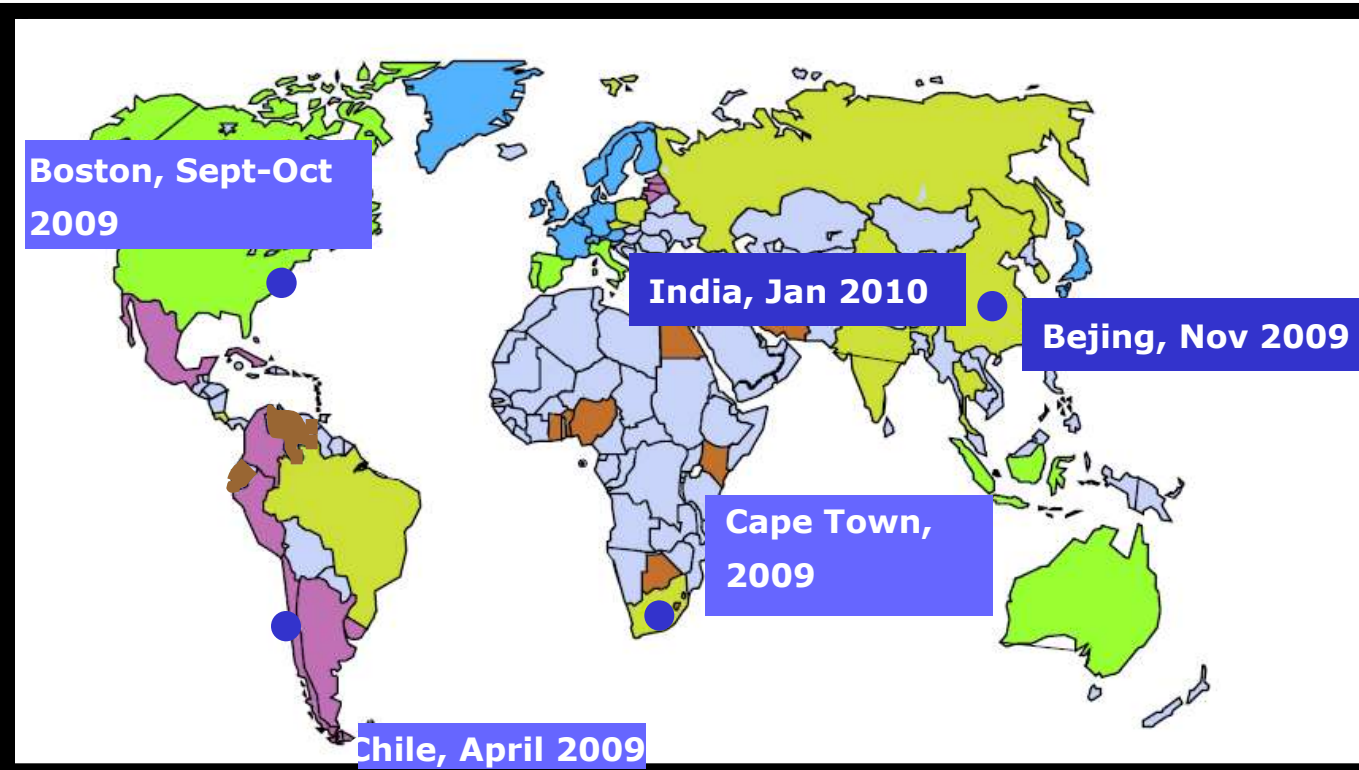 Boston, Sept-Oct
2009
India, Jan 2010
Bejing, Nov 2009
Cape Town,
2009
Chile, April 2009